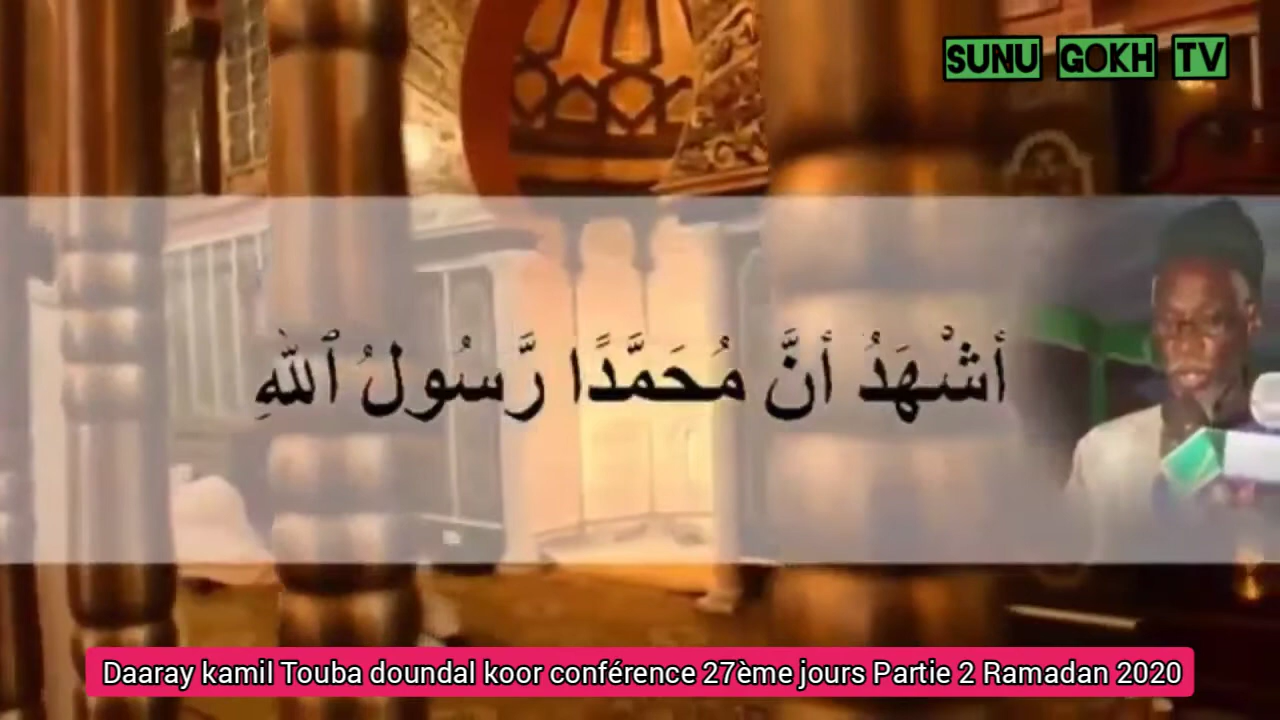 SUNU GOKH TV
أَشْهَدُ أَنَّ مُحَمَّدًا رَّسُولُ ٱللَّٰهِ
Daaray kamil Touba doundal koor conférence 27ème jours Partie 2 Ramadan 2020